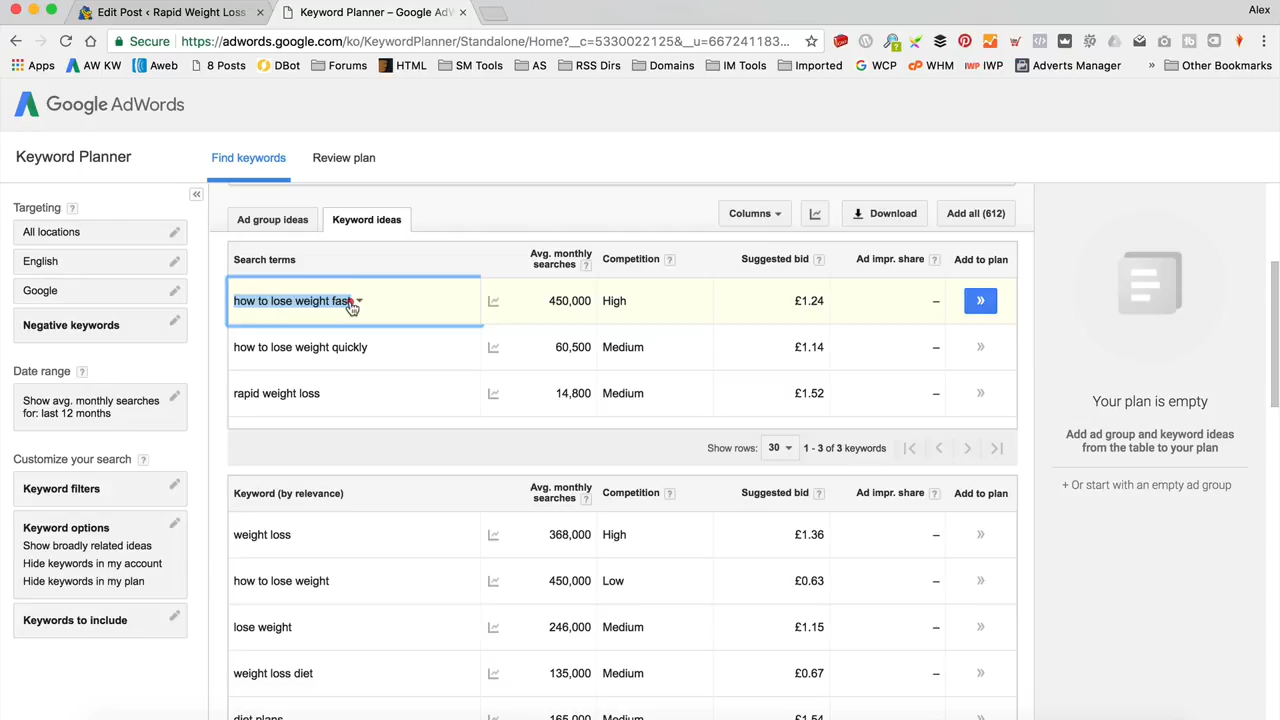 Edit Post ‹ Rapid Weight Loss ×
Keyword Planner – Google AdW ×
Alex
Secure https://adwords.google.com/ko/KeywordPlanner/Standalone/Home?__c=5330022125&__u=667241183...
Apps AW KW Aweb 8 Posts DBot Forums HTML SM Tools AS RSS Dirs Domains IM Tools Imported WCP WHM IWP Adverts Manager » Other Bookmarks
Google AdWords
Keyword Planner
Find keywords Review plan
Targeting ?
All locations
English
Google
Negative keywords
Date range ?
Show avg. monthly searches
for: last 12 months
Customize your search ?
Keyword filters
Keyword options
Show broadly related ideas
Hide keywords in my account
Hide keywords in my plan
Keywords to include
Ad group ideas Keyword ideas
Columns Download Add all (612)
Search terms Avg. monthly searches ? Competition ? Suggested bid ? Ad impr. share ? Add to plan
how to lose weight fast 450,000 High £1.24 – »
how to lose weight quickly 60,500 Medium £1.14 – »
rapid weight loss 14,800 Medium £1.52 – »
Show rows: 30 1 - 3 of 3 keywords
Keyword (by relevance) Avg. monthly searches ? Competition ? Suggested bid ? Ad impr. share ? Add to plan
weight loss 368,000 High £1.36 – »
how to lose weight 450,000 Low £0.63 – »
lose weight 246,000 Medium £1.15 – »
weight loss diet 135,000 Medium £0.67 – »
diet plans 165,000 Medium £1.54 – »
Your plan is empty
Add ad group and keyword ideas
from the table to your plan
+ Or start with an empty ad group